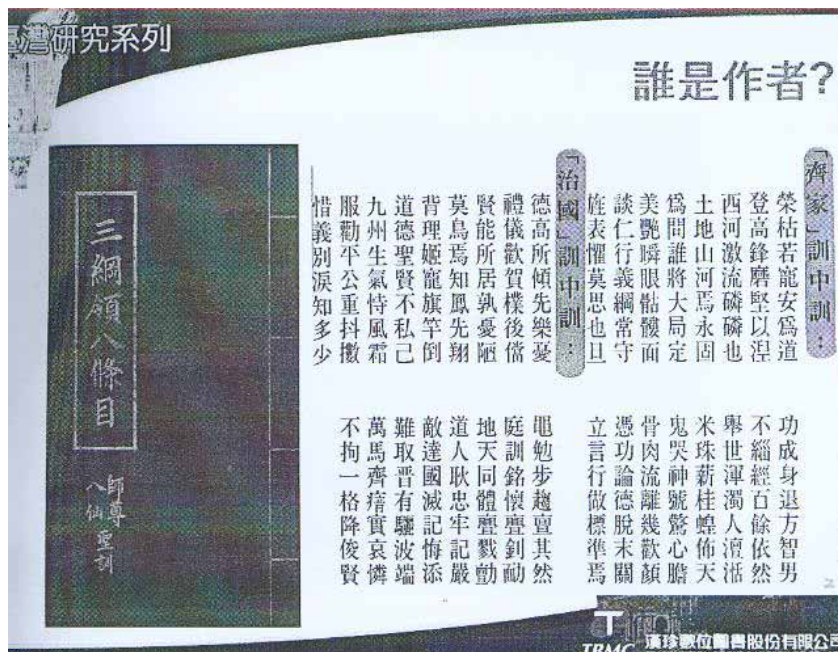 臺灣研究系列
誰是作者?
「齊家」訓中訓：
榮枯若寵安爲道 功成身退方智男
登高鋒磨堅以涅 不緇經百餘依然
西河激流磷磷也 舉世渾濁人澶湉
土地山河焉永固 米珠薪桂蝗佈天
爲問誰將大局定 鬼哭神號驚心膽
美艷瞬眼骷髏面 骨肉流離幾歡顏
談仁行義綱常守 憑功論德脫末關
旌表懼莫思也旦 立言行做標準焉
「治國」訓中訓：
德高所傾先樂憂 黽勉步趨亶其然
禮儀歡賀樸後 庭訓銘懷亹釗勔
賢能所居孰憂陋 地天同體亹戮
莫鳥焉知鳳先翔 道人耿忠牢記嚴
背理姬寵旗竿倒 敵達國滅記悔添
道德聖賢不私己 難取晉有驪波端
九州生氣恃風霜 萬馬齊瘖實哀憐
服勸平公重抖擻 不拘一格降俊賢
惜義別淚知多少
三綱領八條目
師尊
八仙聖訓
TBMC 漢珍數位圖書股份有限公司